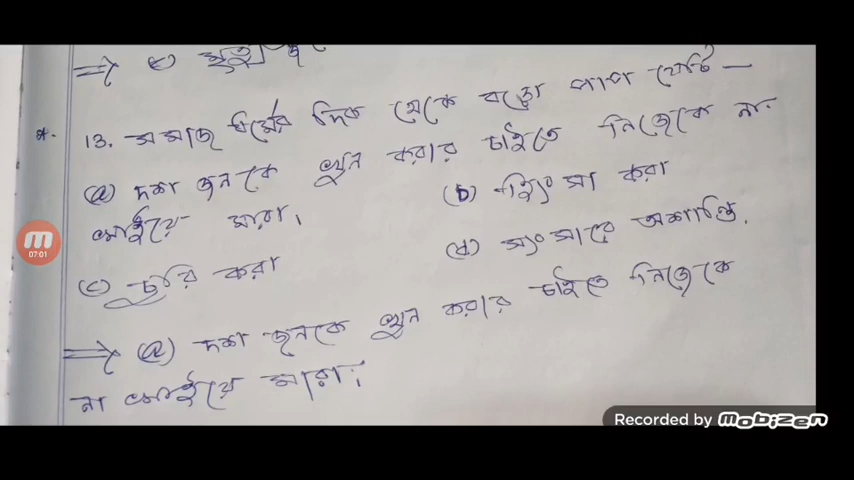 ⇒ (c) মৃত্যু
*. 13. সমাজ ধর্মের দিক থেকে বড়ো পাপ যেটি —
(a) দশ জনকে খুন করার চাইতে নিজেকে না
খাইয়ে মারা।
(b) হিংসা করা
(c) চুরি করা
(d) সংসারে অশান্তি.
⇒ (a) দশ জনকে খুন করার চাইতে নিজেকে
না খাইয়ে মারা।
07:01
Recorded by Mobizen